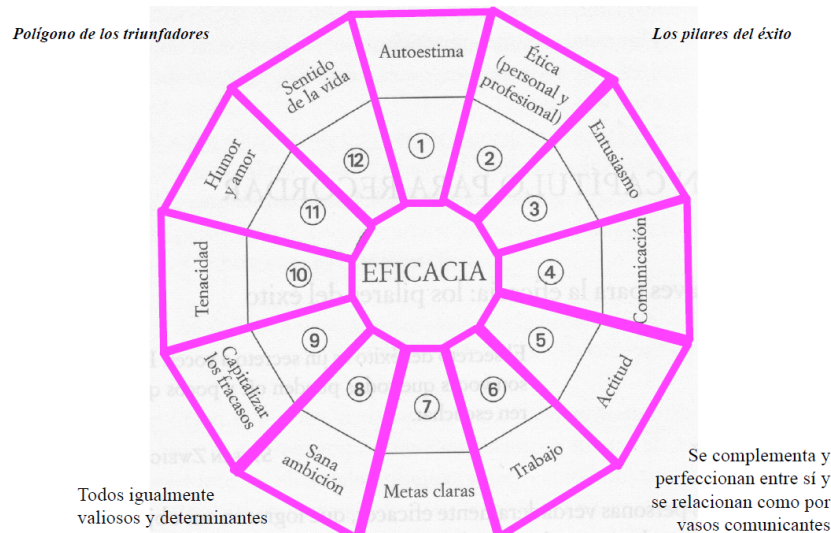 Polígono de los triunfadores
Los pilares del éxito
Autoestima
Ética
(personal y
profesional)
Entusiasmo
Comunicación
Actitud
Trabajo
Metas claras
Sana
ambición
Capitalizar
los fracasos
Tenacidad
Humor
y amor
Sentido
de la vida
1
2
3
4
5
6
7
8
9
10
11
12
EFICACIA
Todos igualmente
valiosos y determinantes
Se complementa y
perfeccionan entre sí y
se relacionan como por
vasos comunicantes